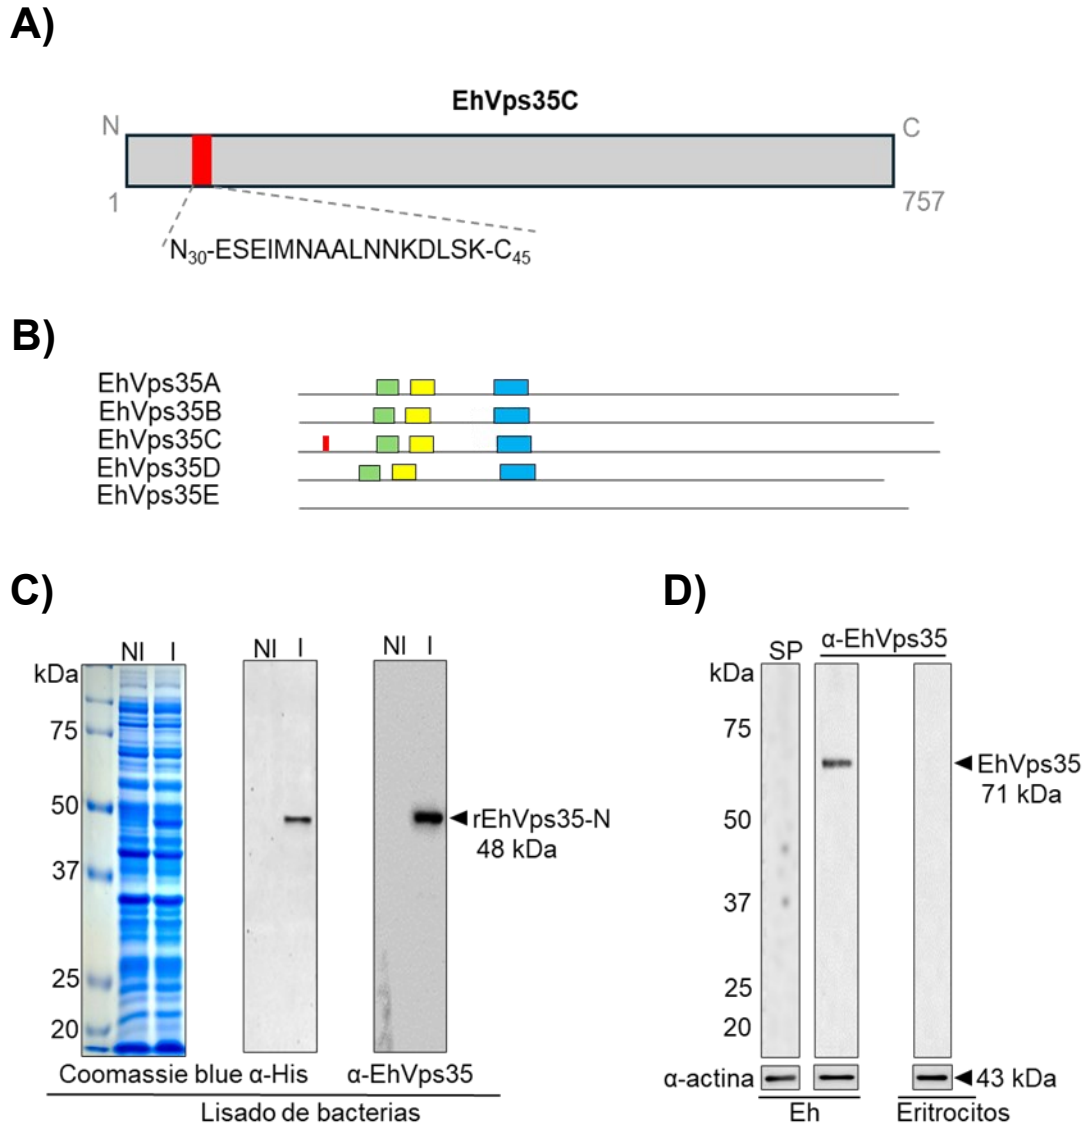 A)
EhVps35C
N C
1 757
N30-ESEIMNAALNNKDLSK-C45
B)
EhVps35A
EhVps35B
EhVps35C
EhVps35D
EhVps35E
C)
NI I
kDa
75
50
37
25
20
Coomassie blue
NI I
α-His
NI I
α-EhVps35
rEhVps35-N
48 kDa
Lisado de bacterias
D)
SP α-EhVps35
kDa
75
50
37
25
20
EhVps35
71 kDa
α-actina
43 kDa
Eh Eritrocitos